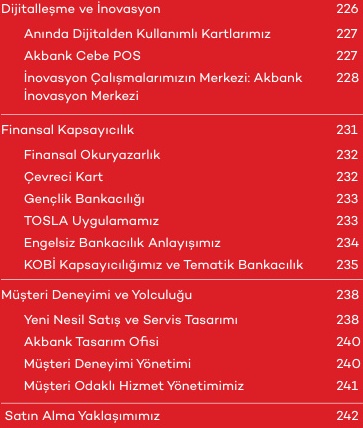 Dijitalleşme ve İnovasyon 226
Anında Dijitalden Kullanımlı Kartlarımız 227
Akbank Cebe POS 227
İnovasyon Çalışmalarımızın Merkezi: Akbank 228
İnovasyon Merkezi
Finansal Kapsayıcılık 231
Finansal Okuryazarlık 232
Çevreci Kart 232
Gençlik Bankacılığı 233
TOSLA Uygulamamız 233
Engelsiz Bankacılık Anlayışımız 234
KOBİ Kapsayıcılığımız ve Tematik Bankacılık 235
Müşteri Deneyimi ve Yolculuğu 238
Yeni Nesil Satış ve Servis Tasarımı 238
Akbank Tasarım Ofisi 240
Müşteri Deneyimi Yönetimi 240
Müşteri Odaklı Hizmet Yönetimimiz 241
Satın Alma Yaklaşımımız 242